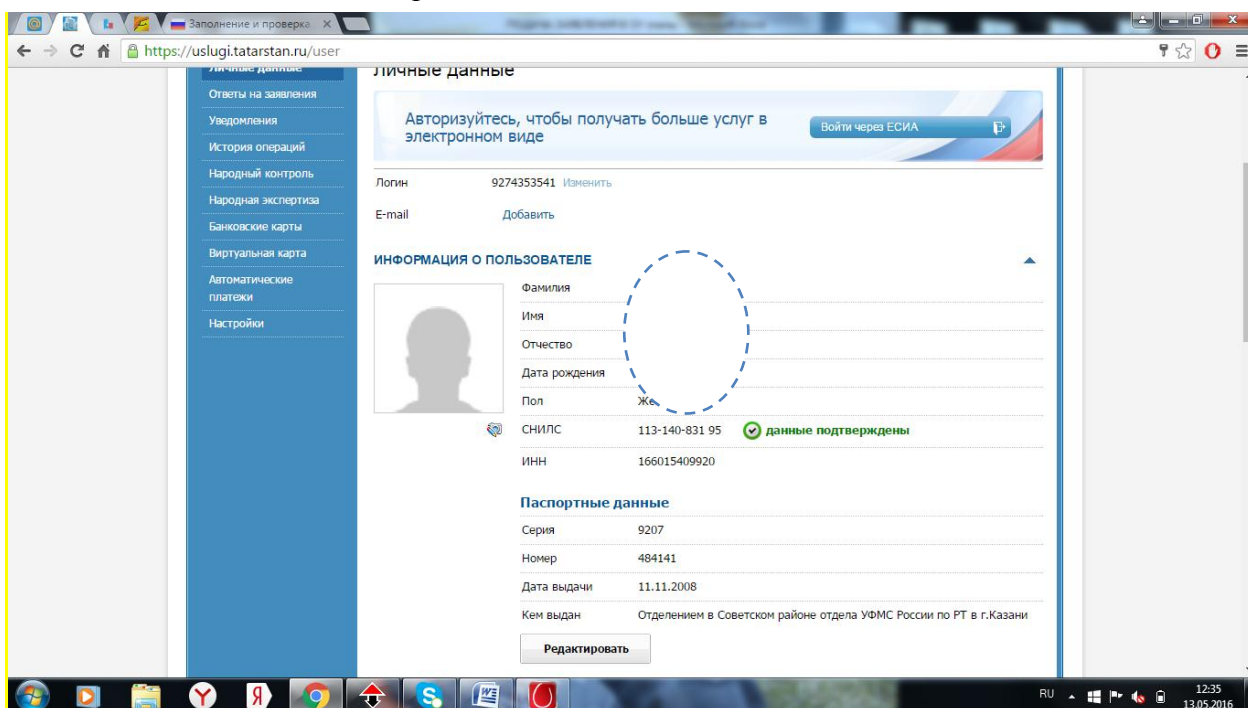 Заполнение и проверка
https://uslugi.tatarstan.ru/user
Личные данные
Ответы на заявления
Уведомления
История операций
Народный контроль
Народная экспертиза
Банковские карты
Виртуальная карта
Автоматические
платежи
Настройки
Личные данные
Авторизуйтесь, чтобы получать больше услуг в
электронном виде
Войти через ЕСИА
Логин 9274353541 Изменить
E-mail Добавить
ИНФОРМАЦИЯ О ПОЛЬЗОВАТЕЛЕ
Фамилия
Имя
Отчество
Дата рождения
Пол Же
СНИЛС 113-140-831 95 данные подтверждены
ИНН 166015409920
Паспортные данные
Серия 9207
Номер 484141
Дата выдачи 11.11.2008
Кем выдан Отделением в Советском районе отдела УФМС России по РТ в г.Казани
Редактировать
RU
12:35
13.05.2016